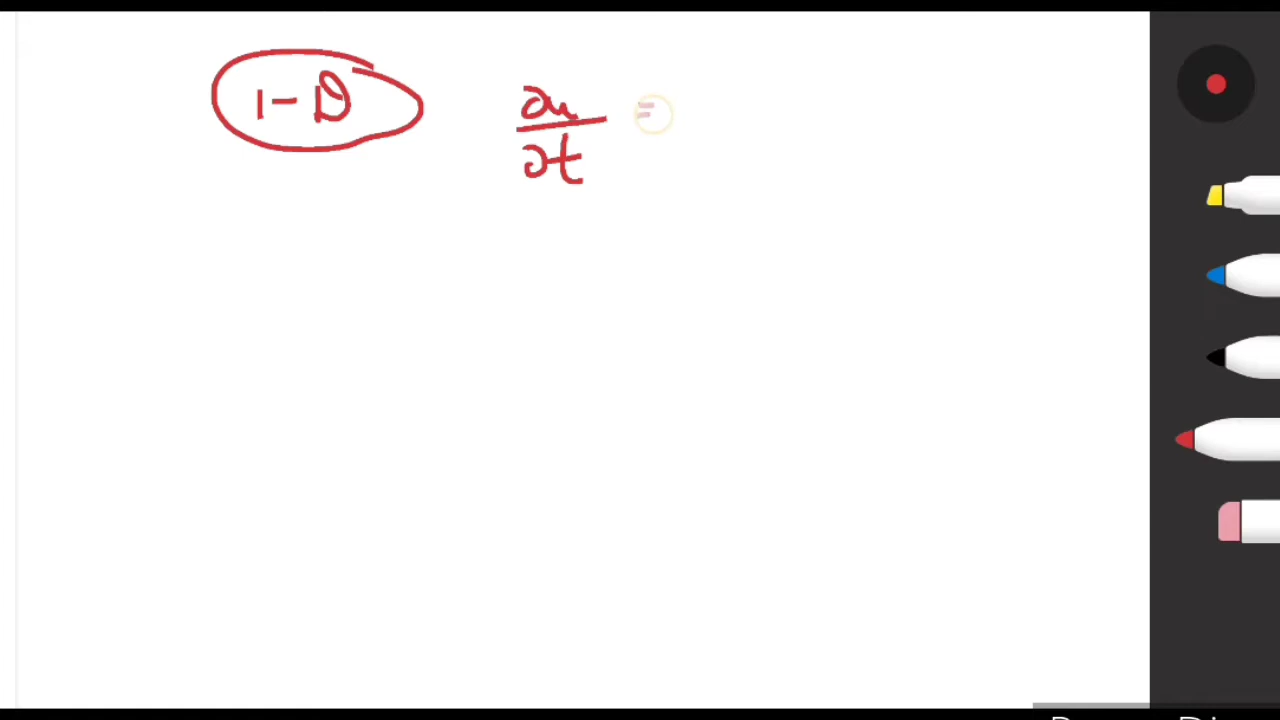 1-D ∂u/∂t =